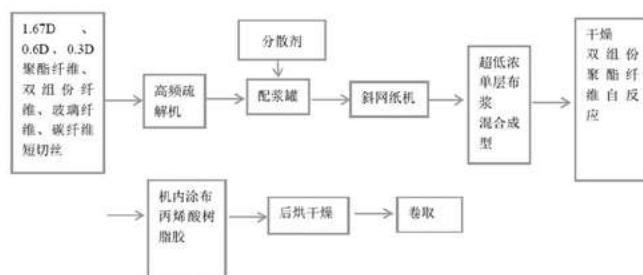 1.67D 、
0.6D、0.3D
聚酯纤维、
双组份纤
维、玻璃纤
维、碳纤维
短切丝
高频疏
解机
分散剂
配浆罐
斜网纸机
超低浓
单层布
浆
混合成
型
干燥
双组份
聚酯纤
维自反
应
机内涂布
丙烯酸树
脂胶
后烘干燥
卷取